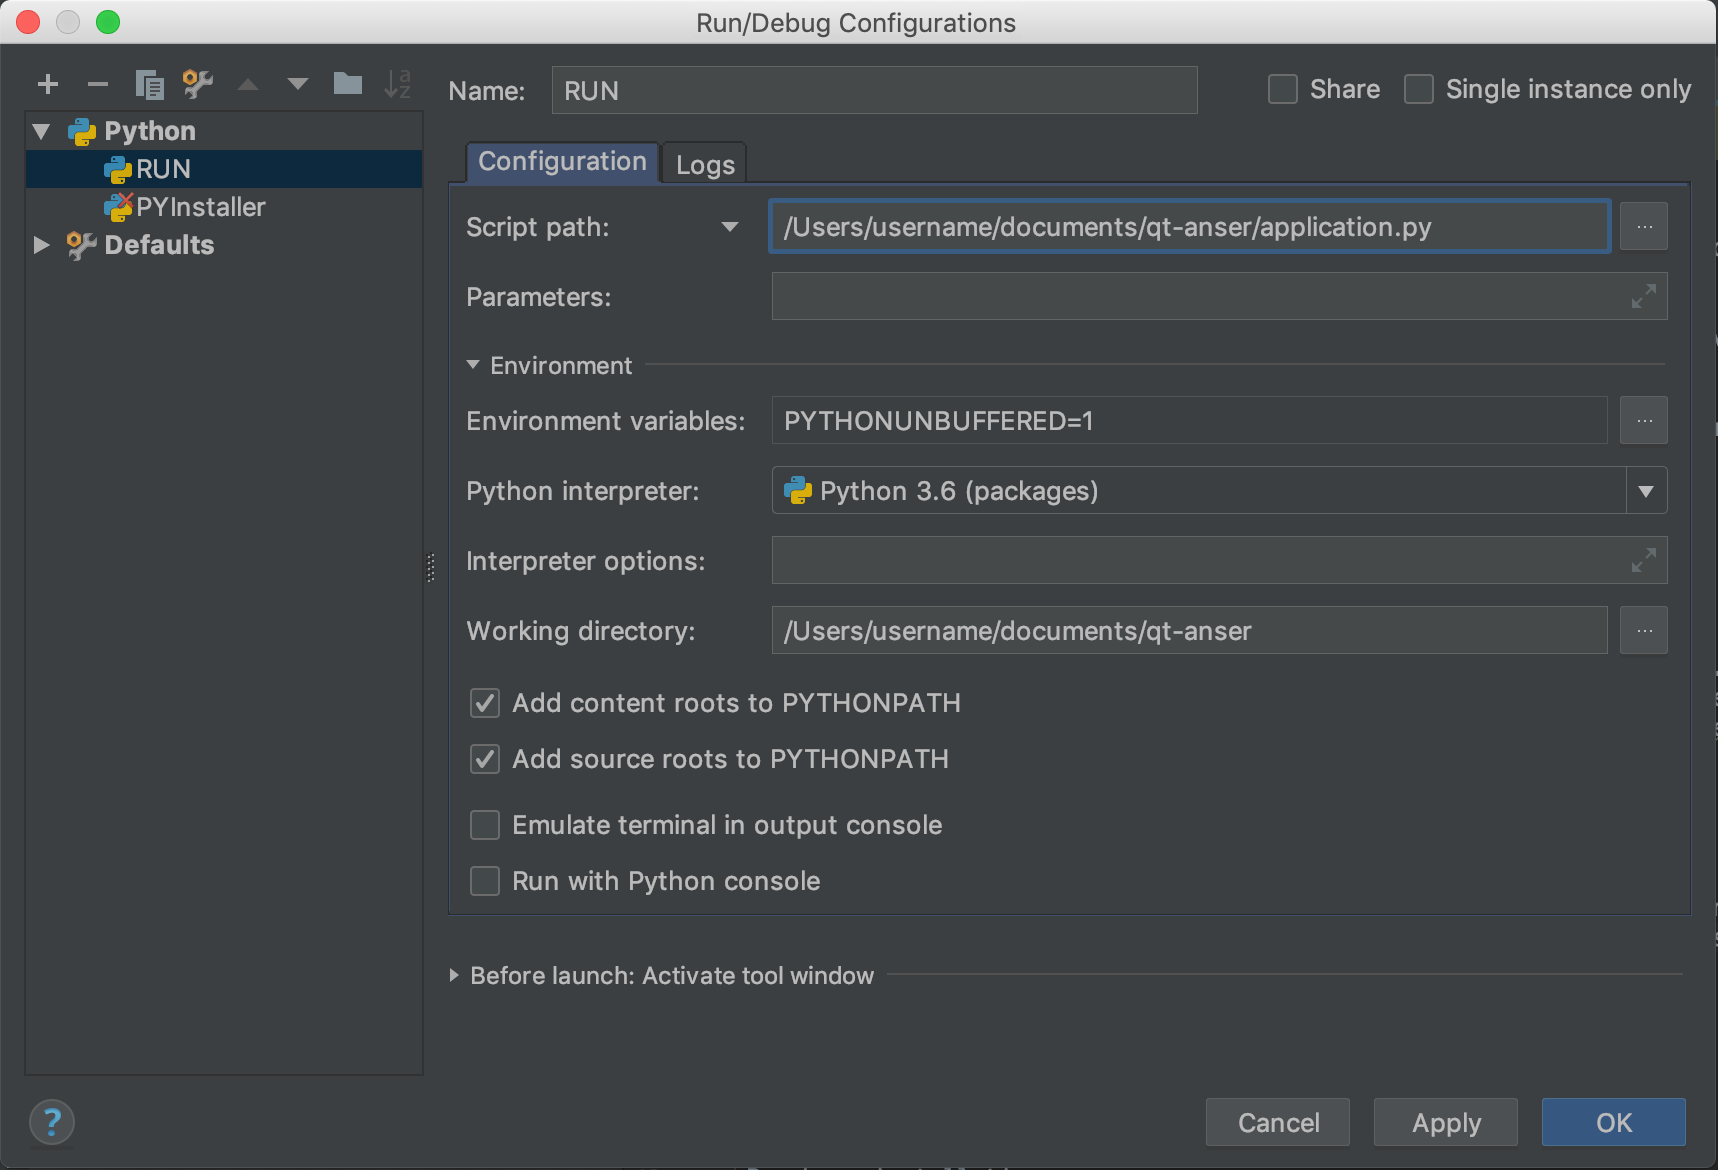 Run/Debug Configurations
Name: RUN
Share
Single instance only
Python
RUN
PYInstaller
Defaults
Configuration
Logs
Script path: /Users/username/documents/qt-anser/application.py ...
Parameters:
Environment
Environment variables: PYTHONUNBUFFERED=1 ...
Python interpreter: Python 3.6 (packages)
Interpreter options:
Working directory: /Users/username/documents/qt-anser ...
Add content roots to PYTHONPATH
Add source roots to PYTHONPATH
Emulate terminal in output console
Run with Python console
Before launch: Activate tool window
?
Cancel
Apply
OK